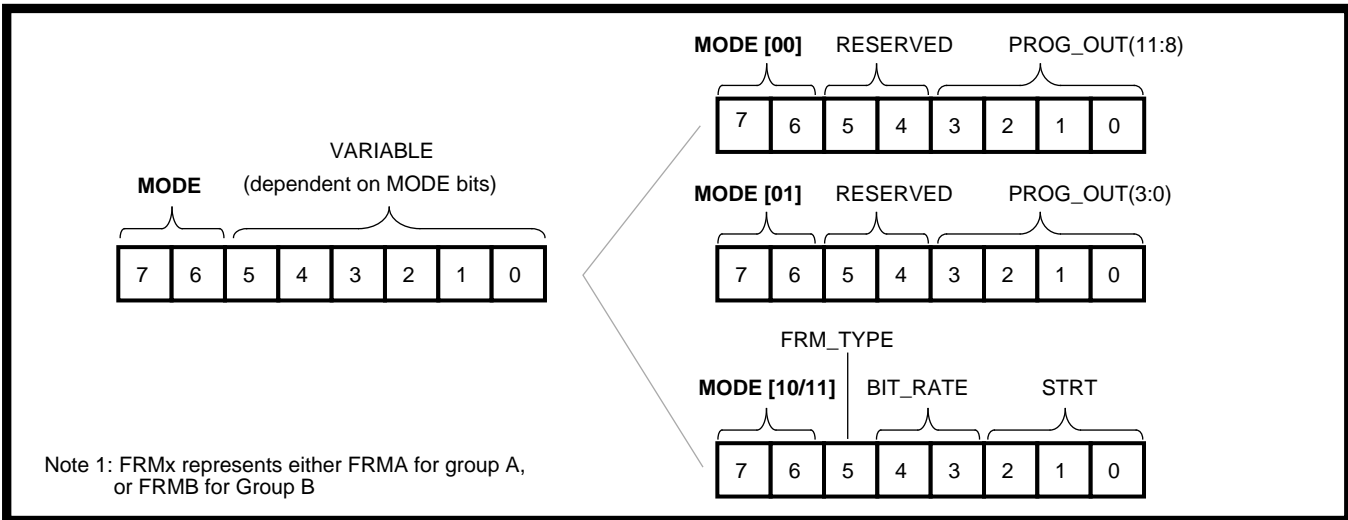 MODE [00] RESERVED PROG_OUT(11:8)
7 6 5 4 3 2 1 0
VARIABLE
MODE (dependent on MODE bits)
7 6 5 4 3 2 1 0
MODE [01] RESERVED PROG_OUT(3:0)
7 6 5 4 3 2 1 0
FRM_TYPE
MODE [10/11] BIT_RATE STRT
7 6 5 4 3 2 1 0
Note 1: FRMx represents either FRMA for group A,
or FRMB for Group B